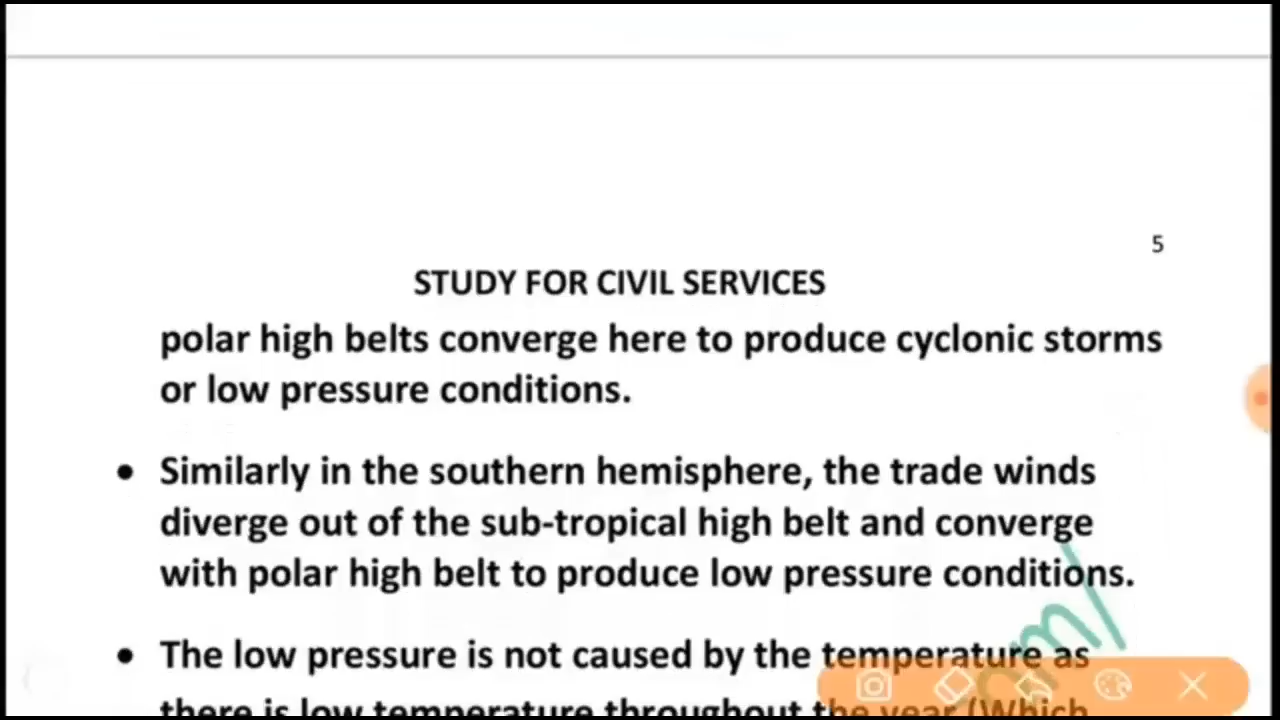 5
STUDY FOR CIVIL SERVICES
polar high belts converge here to produce cyclonic storms
or low pressure conditions.
• Similarly in the southern hemisphere, the trade winds
diverge out of the sub-tropical high belt and converge
with polar high belt to produce low pressure conditions.
• The low pressure is not caused by the temperature as
there is low temperature throughout the year (Which